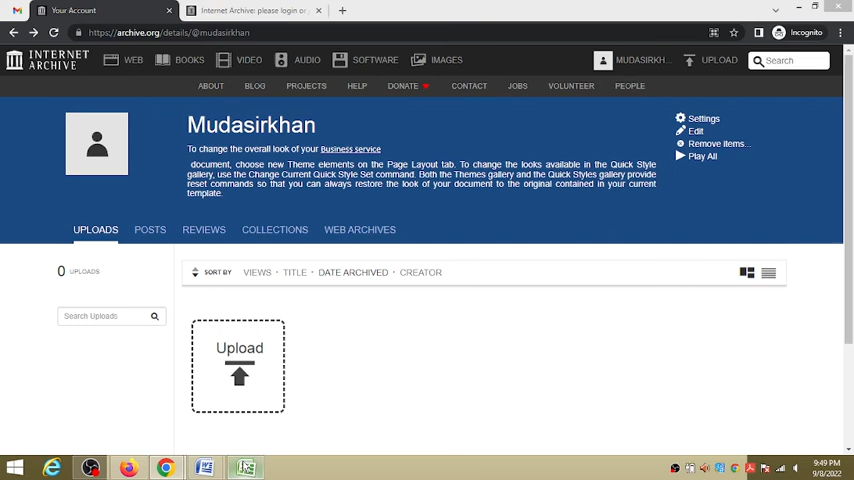 Your Account
Internet Archive: please login or
https://archive.org/details/@mudasirkhan
Incognito
INTERNET ARCHIVE
WEB
BOOKS
VIDEO
AUDIO
SOFTWARE
IMAGES
MUDASIRKH...
UPLOAD
Search
ABOUT
BLOG
PROJECTS
HELP
DONATE
CONTACT
JOBS
VOLUNTEER
PEOPLE
Mudasirkhan
To change the overall look of your Business service
document, choose new Theme elements on the Page Layout tab. To change the looks available in the Quick Style
gallery, use the Change Current Quick Style Set command. Both the Themes gallery and the Quick Styles gallery provide
reset commands so that you can always restore the look of your document to the original contained in your current
template.
Settings
Edit
Remove items...
Play All
UPLOADS
POSTS
REVIEWS
COLLECTIONS
WEB ARCHIVES
0 UPLOADS
SORT BY
VIEWS
TITLE
DATE ARCHIVED
CREATOR
Search Uploads
Upload
9:49 PM
9/8/2022